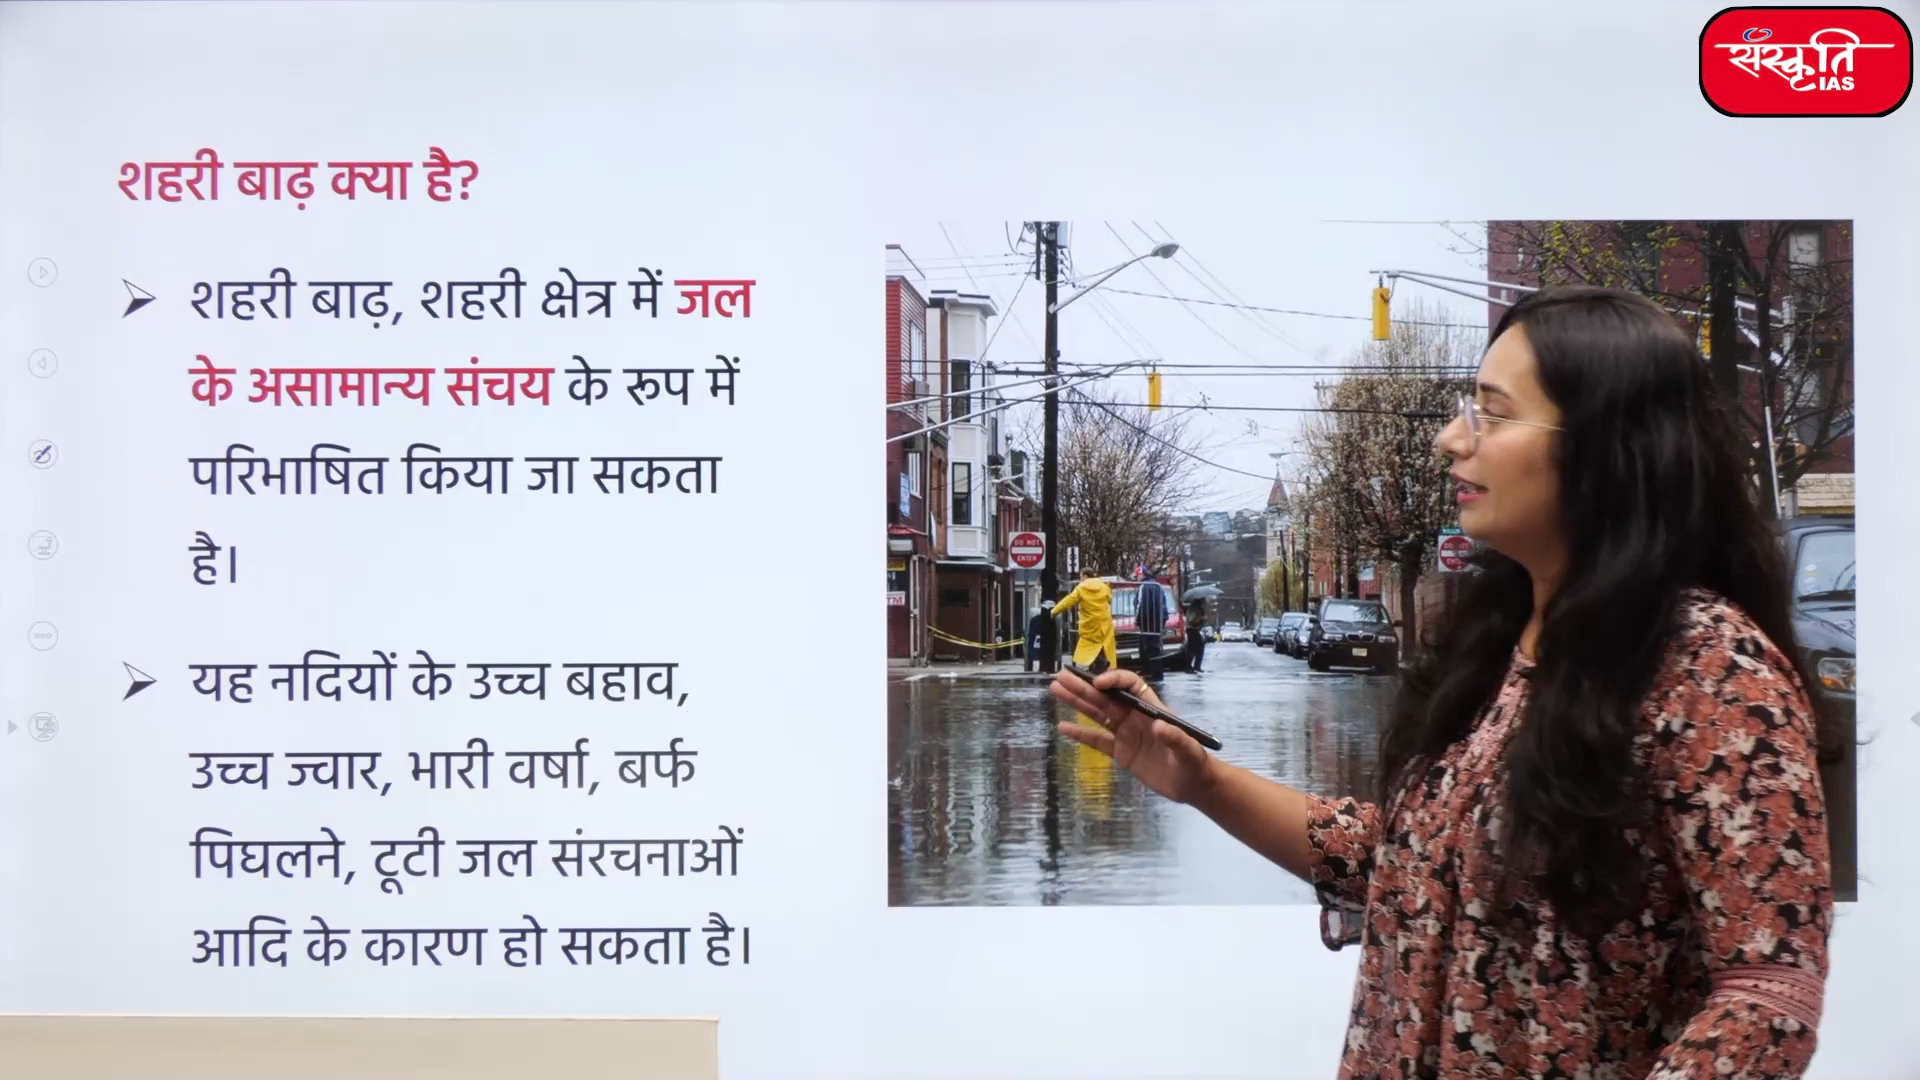 संस्कृति
IAS
शहरी बाढ़ क्या है?
शहरी बाढ़, शहरी क्षेत्र में जल
के असामान्य संचय के रूप में
परिभाषित किया जा सकता
है।
यह नदियों के उच्च बहाव,
उच्च ज्वार, भारी वर्षा, बर्फ
पिघलने, टूटी जल संरचनाओं
आदि के कारण हो सकता है।
DO NOT
ENTER